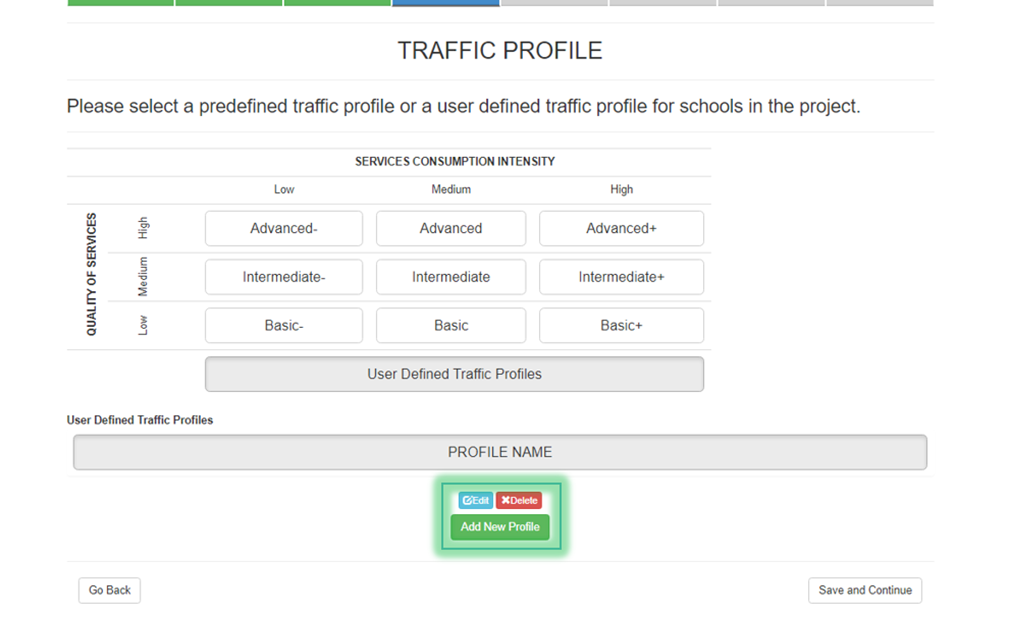 TRAFFIC PROFILE
Please select a predefined traffic profile or a user defined traffic profile for schools in the project.
SERVICES CONSUMPTION INTENSITY
Low Medium High
QUALITY OF SERVICES
High Advanced- Advanced Advanced+
Medium Intermediate- Intermediate Intermediate+
Low Basic- Basic Basic+
User Defined Traffic Profiles
User Defined Traffic Profiles
PROFILE NAME
Edit Delete
Add New Profile
Go Back Save and Continue